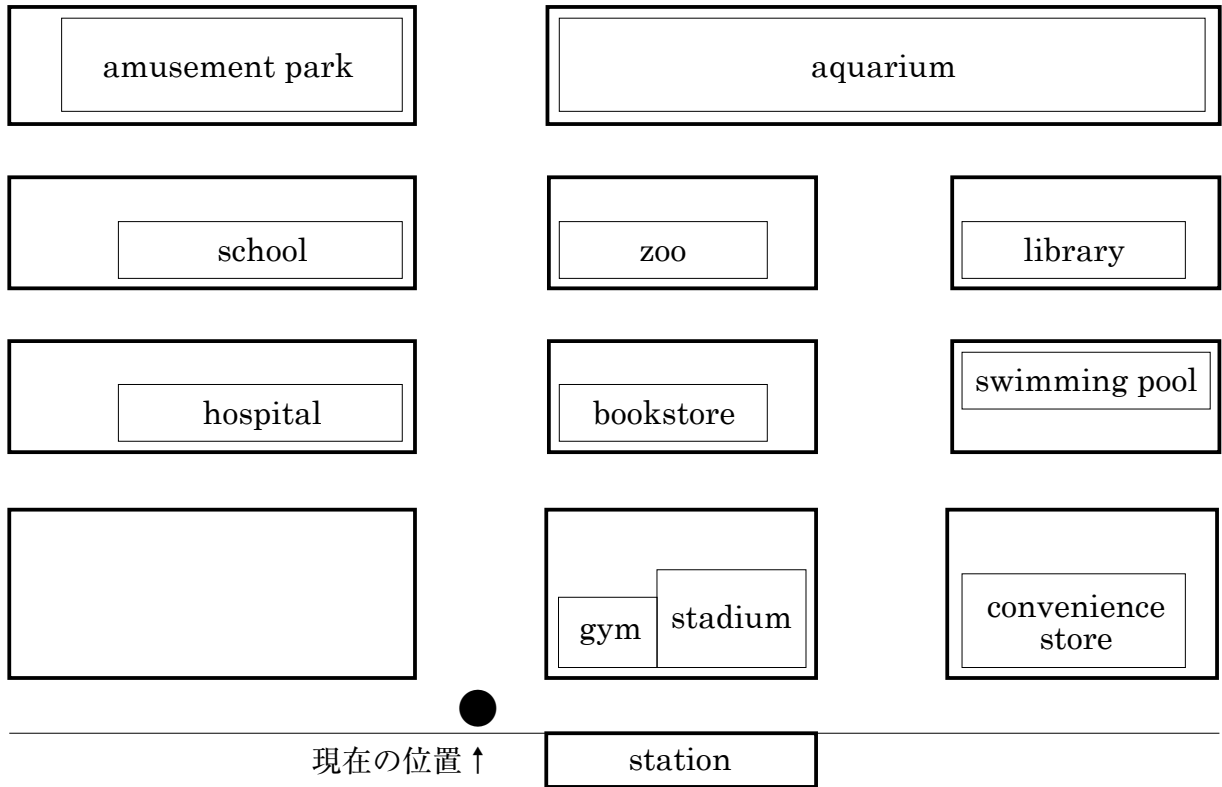 amusement park
aquarium
school
zoo
library
hospital
bookstore
swimming pool
gym
stadium
convenience
store
現在の位置↑
station